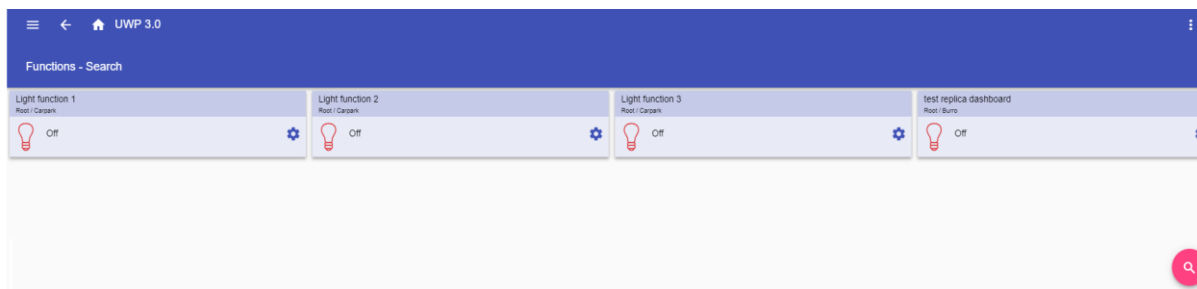 UWP 3.0
Functions - Search
Light function 1
Root / Carpark
Off
Light function 2
Root / Carpark
Off
Light function 3
Root / Carpark
Off
test replica dashboard
Root / Burro
Off